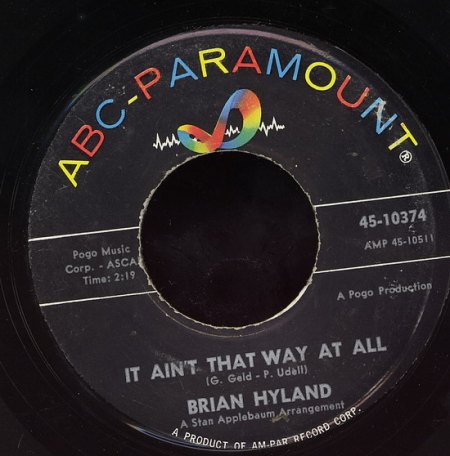 ABC-PARAMOUNT®
45-10374
Pogo Music
Corp. - ASCA
Time: 2:19
AMP 45-10511
A Pogo Production
IT AIN'T THAT WAY AT ALL
(G. Geld - P. Udell)
BRIAN HYLAND
A Stan Applebaum Arrangement
A PRODUCT OF AM-PAR RECORD CORP.